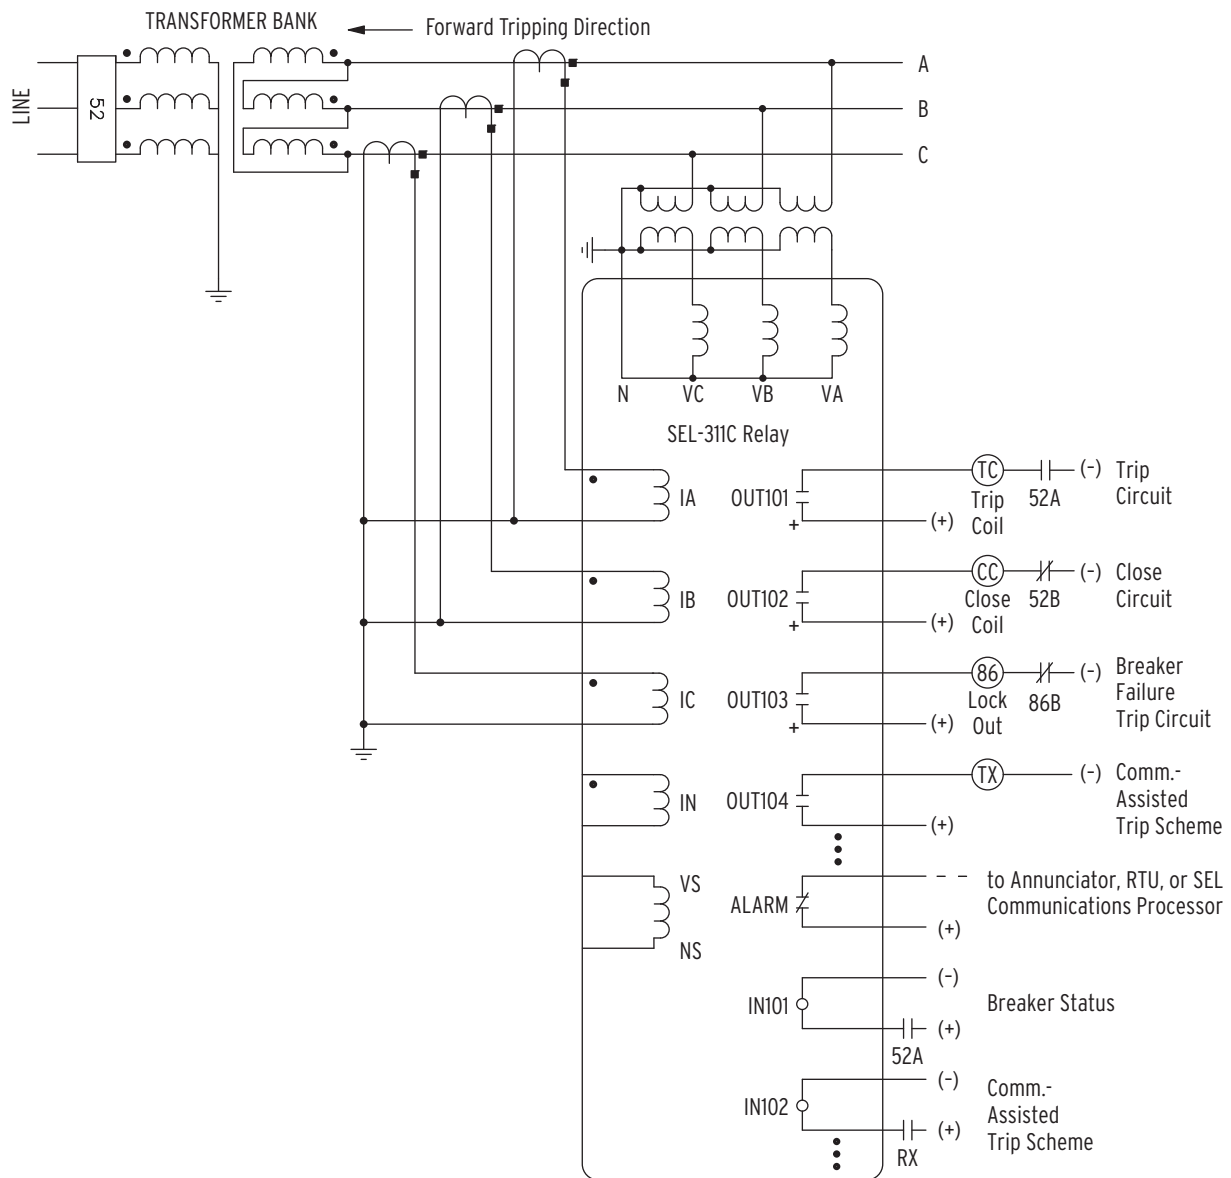 TRANSFORMER BANK
Forward Tripping Direction
LINE
52
A
B
C
N
VC
VB
VA
SEL-311C Relay
IA
OUT101
+
TC
Trip
Coil
52A
(-)
(+)
Trip
Circuit
IB
OUT102
+
CC
Close
Coil
52B
(-)
(+)
Close
Circuit
IC
OUT103
+
86
Lock
Out
86B
(-)
(+)
Breaker
Failure
Trip Circuit
IN
OUT104
TX
(-)
(+)
Comm.-
Assisted
Trip Scheme
VS
NS
ALARM
(+)
to Annunciator, RTU, or SEL
Communications Processor
IN101
(-)
(+)
52A
Breaker Status
IN102
(-)
(+)
RX
Comm.-
Assisted
Trip Scheme